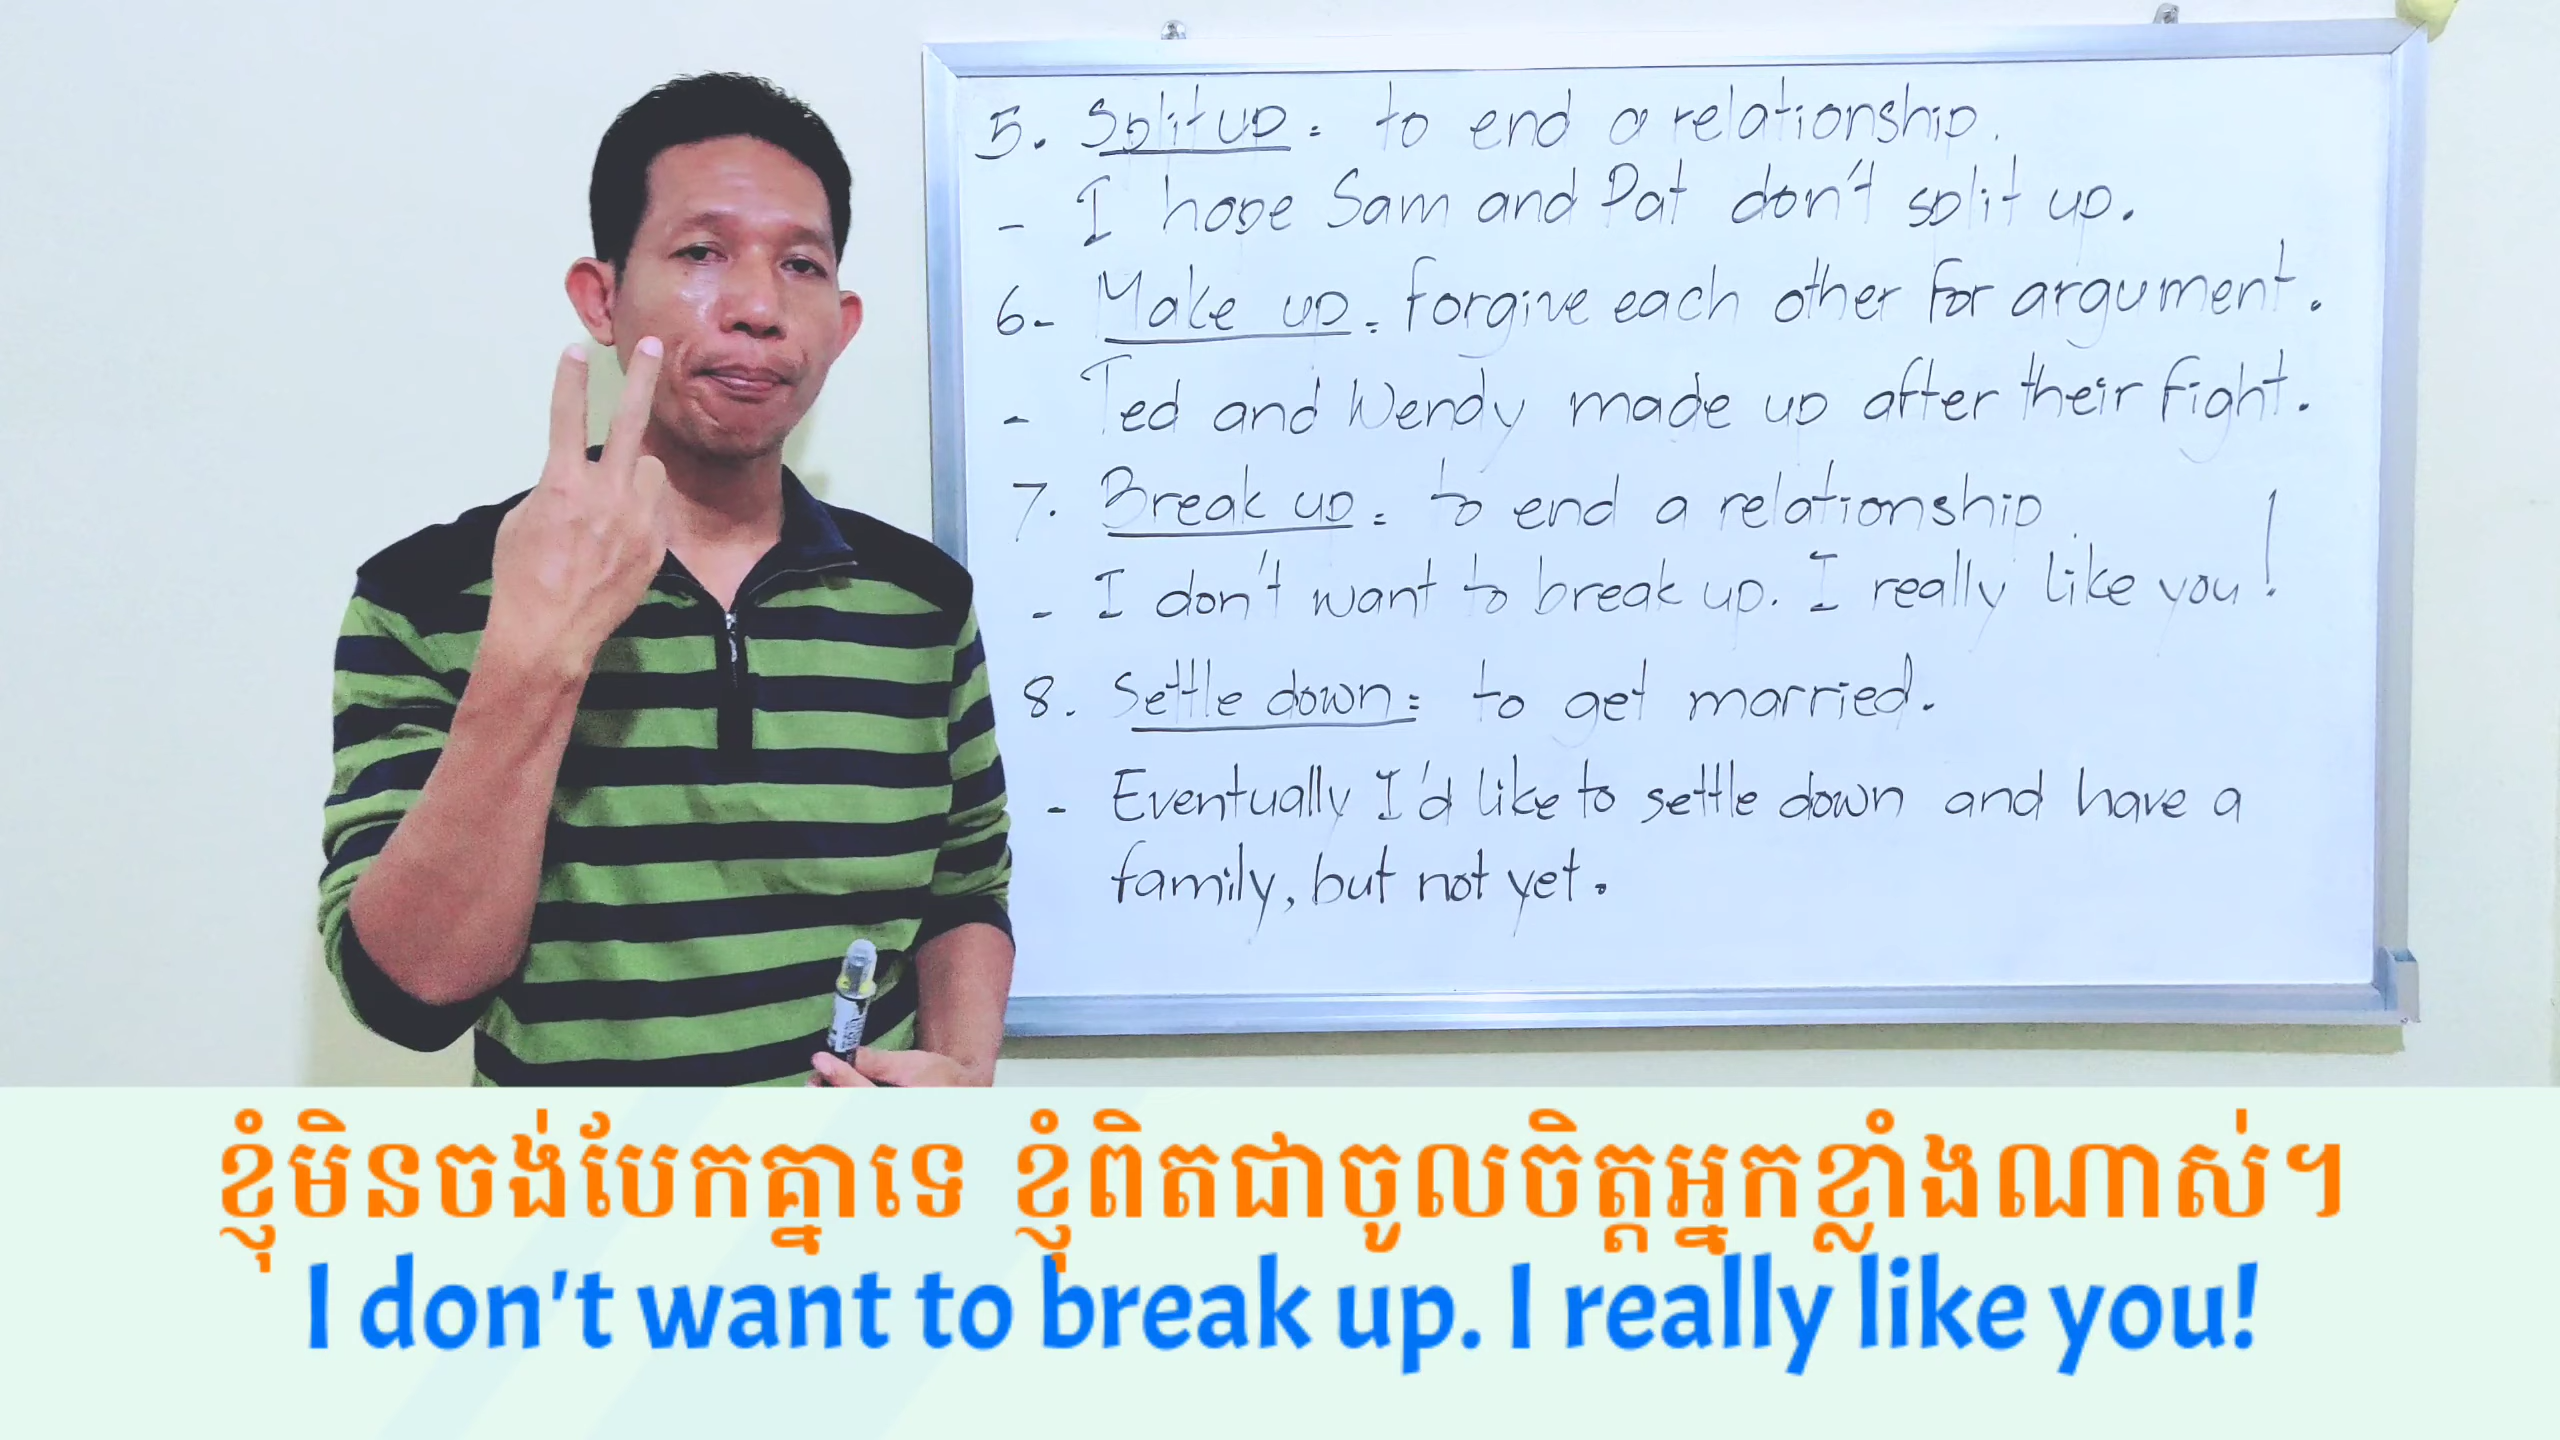 5. Split up : to end a relationship.
- I hope Sam and Pat don't split up.
6- Make up : forgive each other for argument.
- Ted and Wendy made up after their fight.
7. Break up : to end a relationship
- I don't want to break up. I really like you!
8. Settle down : to get married.
- Eventually I'd like to settle down and have a
family, but not yet.
ខ្ញុំមិនចង់បែកគ្នាទេ ខ្ញុំពិតជាចូលចិត្តអ្នកខ្លាំងណាស់។
I don't want to break up. I really like you!